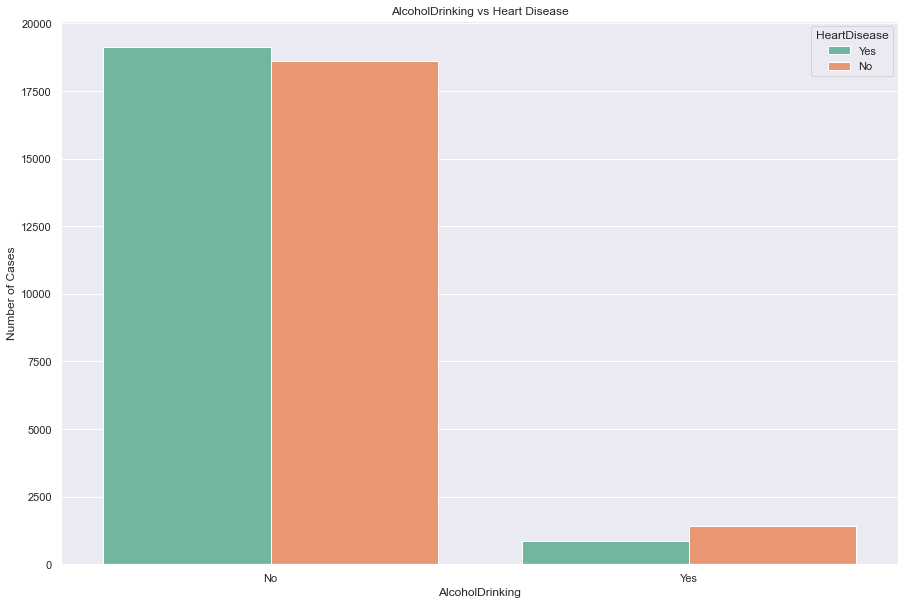 AlcoholDrinking vs Heart Disease
HeartDisease
Yes
No
Number of Cases
20000
17500
15000
12500
10000
7500
5000
2500
0
No
Yes
AlcoholDrinking